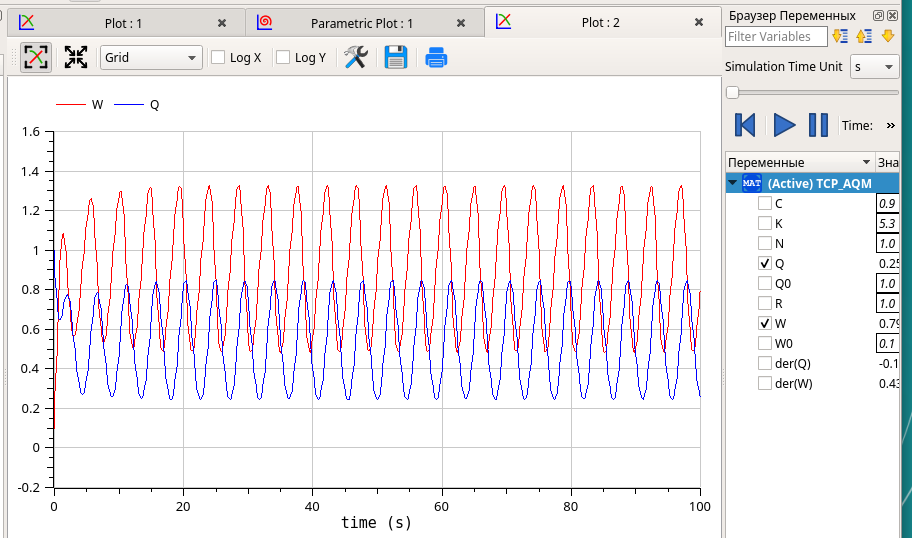 Plot : 1
Parametric Plot : 1
Plot : 2
Браузер Переменных
Grid
Log X
Log Y
Filter Variables
Simulation Time Unit
s
Time:
»
W
Q
1.6
1.4
1.2
1
0.8
0.6
0.4
0.2
0
-0.2
0
20
40
60
80
100
time (s)
Переменные
Зна
MAT
(Active) TCP_AQM
C
0.9
K
5.3
N
1.0
Q
0.25
Q0
1.0
R
1.0
W
0.79
W0
0.1
der(Q)
-0.1
der(W)
0.43